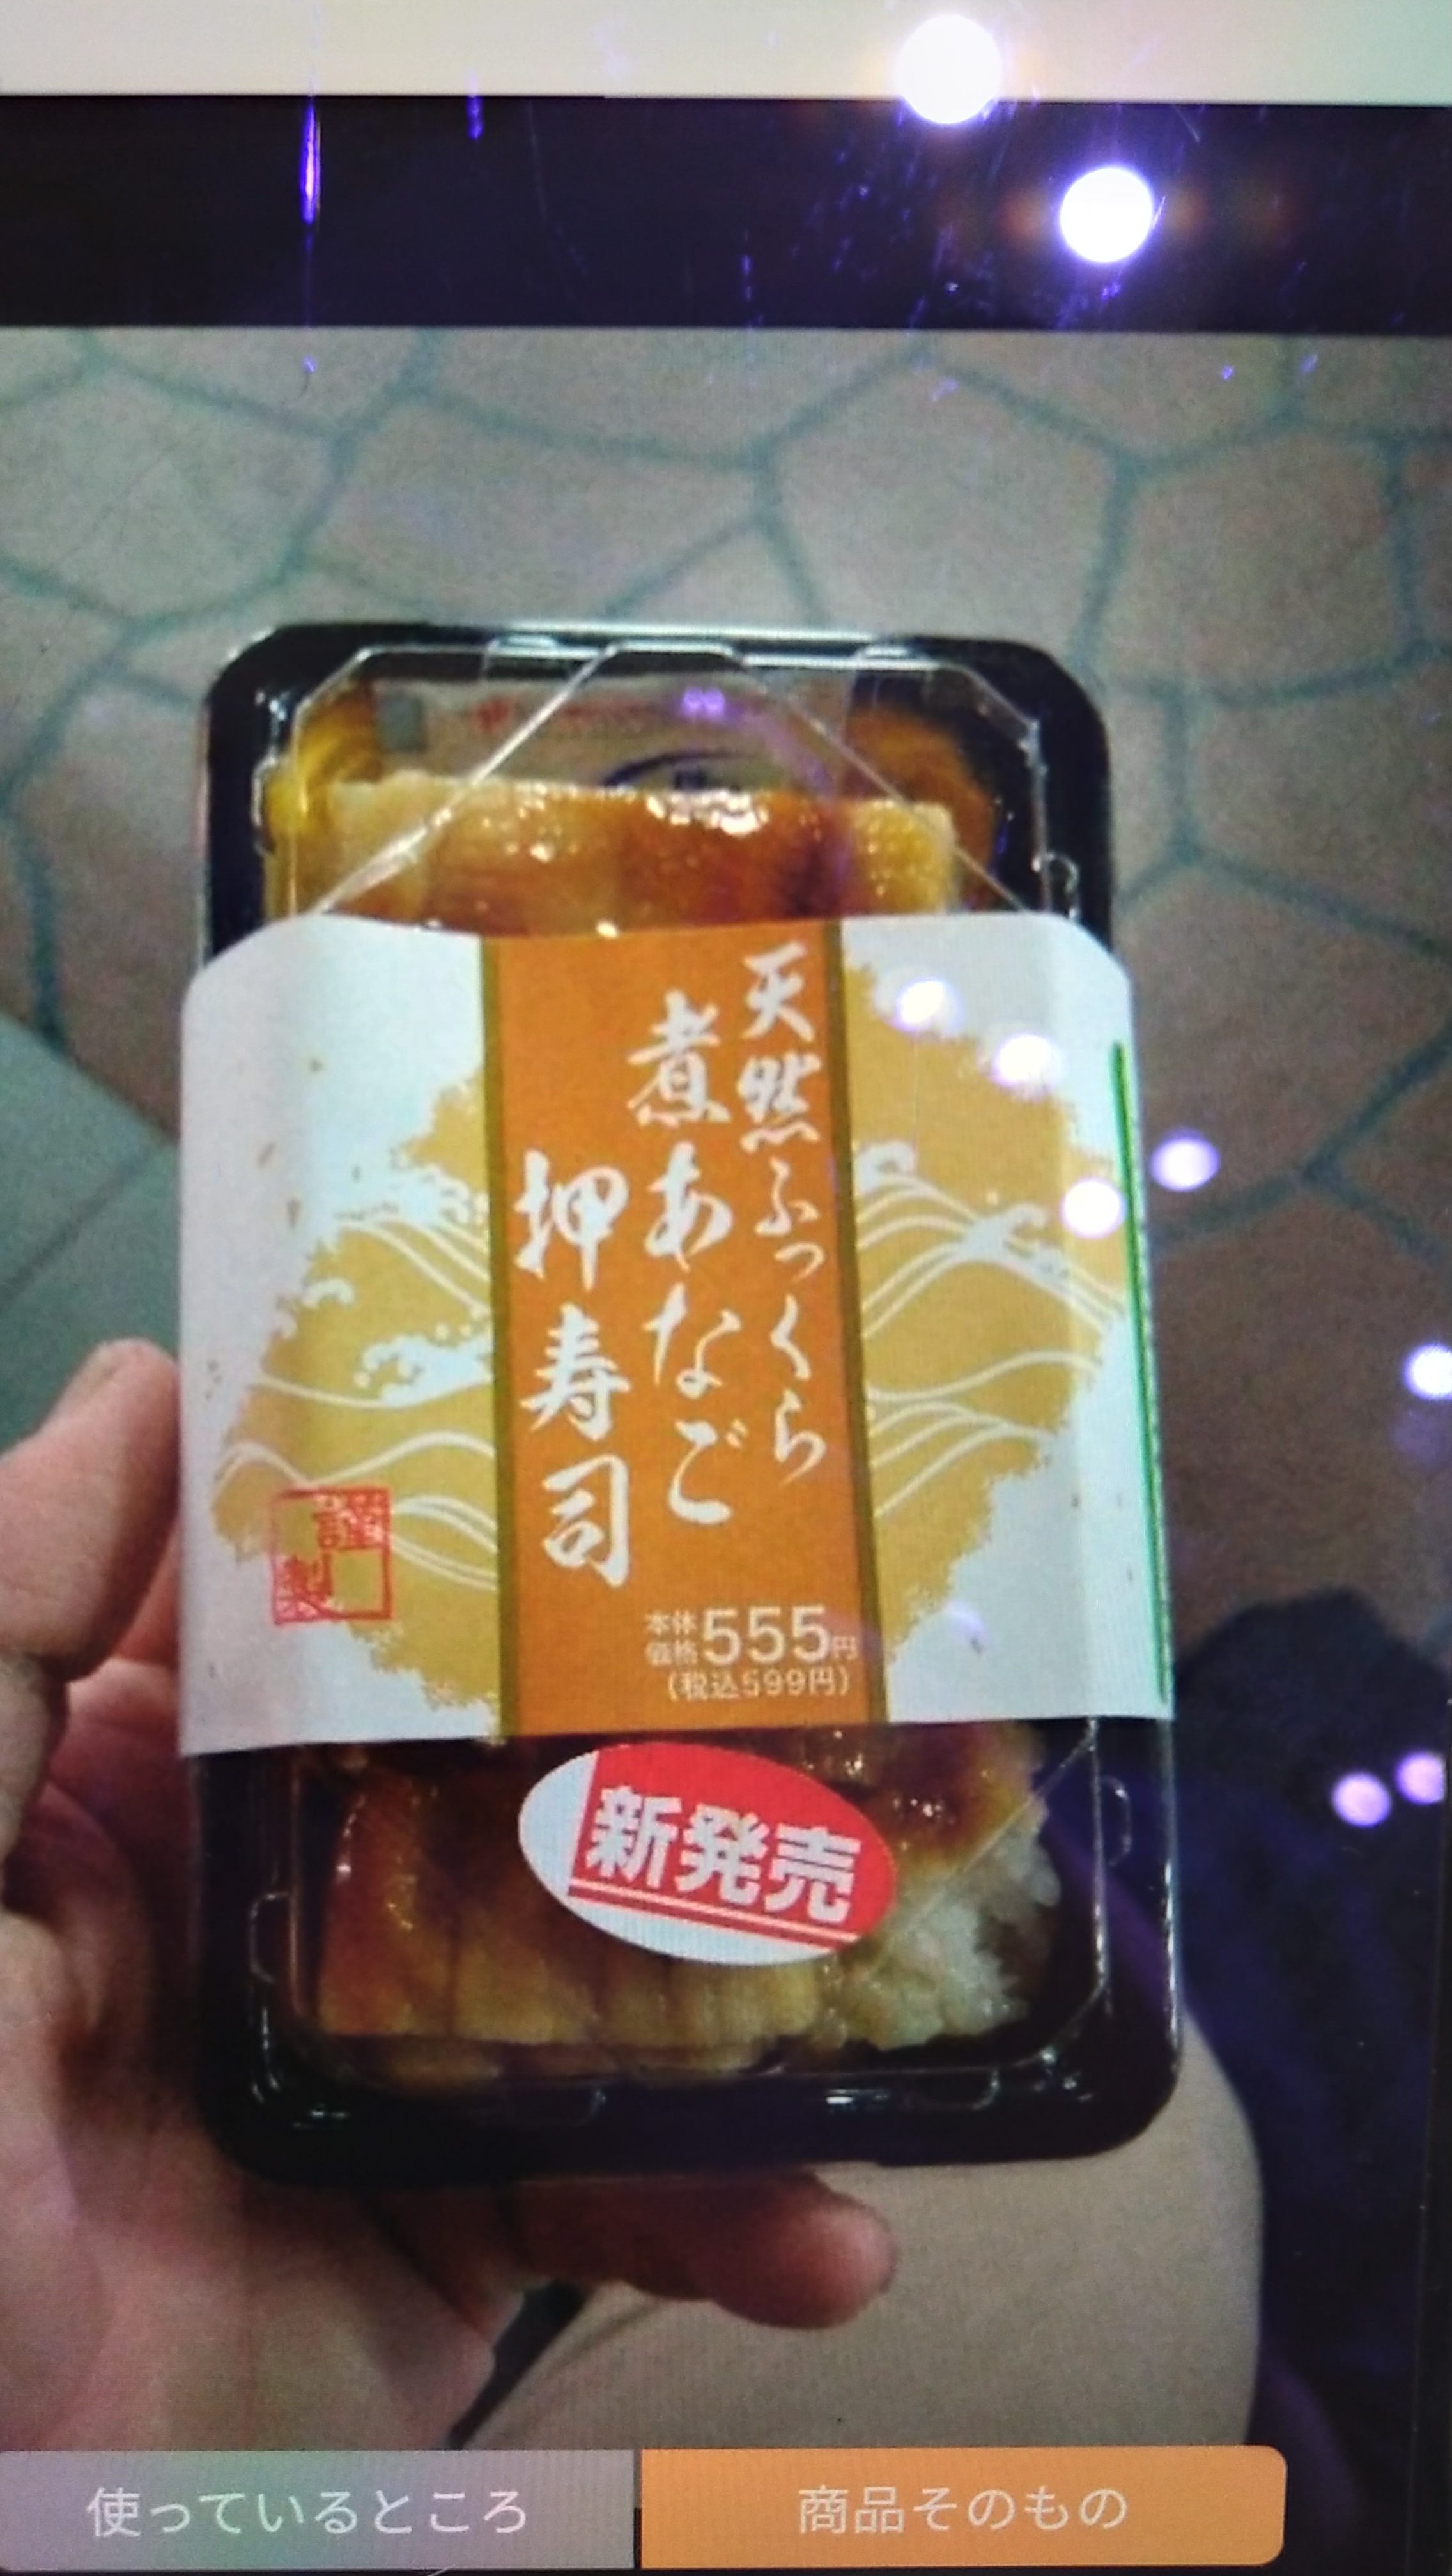 天然ふっくら
煮あなご
押寿司
謹製
本体価格555円
(税込599円)
新発売
使っているところ
商品そのもの